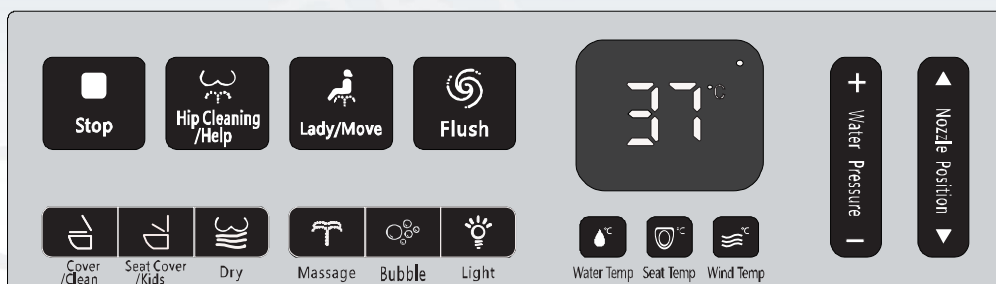 Stop
Hip Cleaning
/Help
Lady/Move
Flush
37 °C
+ Water Pressure −
Nozzle Position
Cover
/Clean
Seat Cover
/Kids
Dry
Massage
Bubble
Light
°C
Water Temp
°C
Seat Temp
°C
Wind Temp